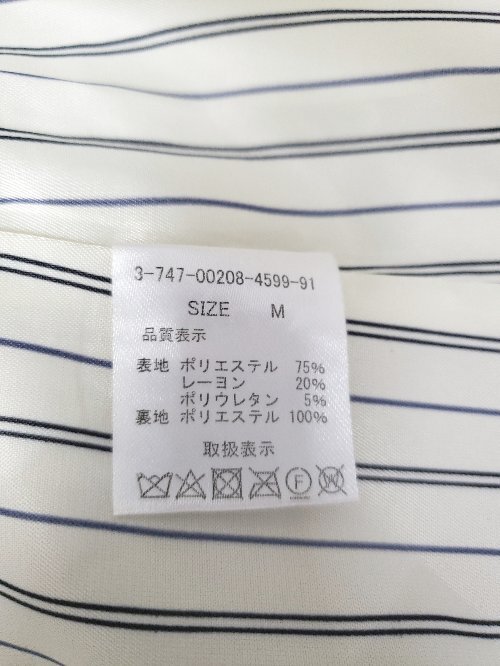 3-747-00208-4599-91
SIZE M
品質表示
表地 ポリエステル 75%
レーヨン 20%
ポリウレタン 5%
裏地 ポリエステル 100%
取扱表示
F
W